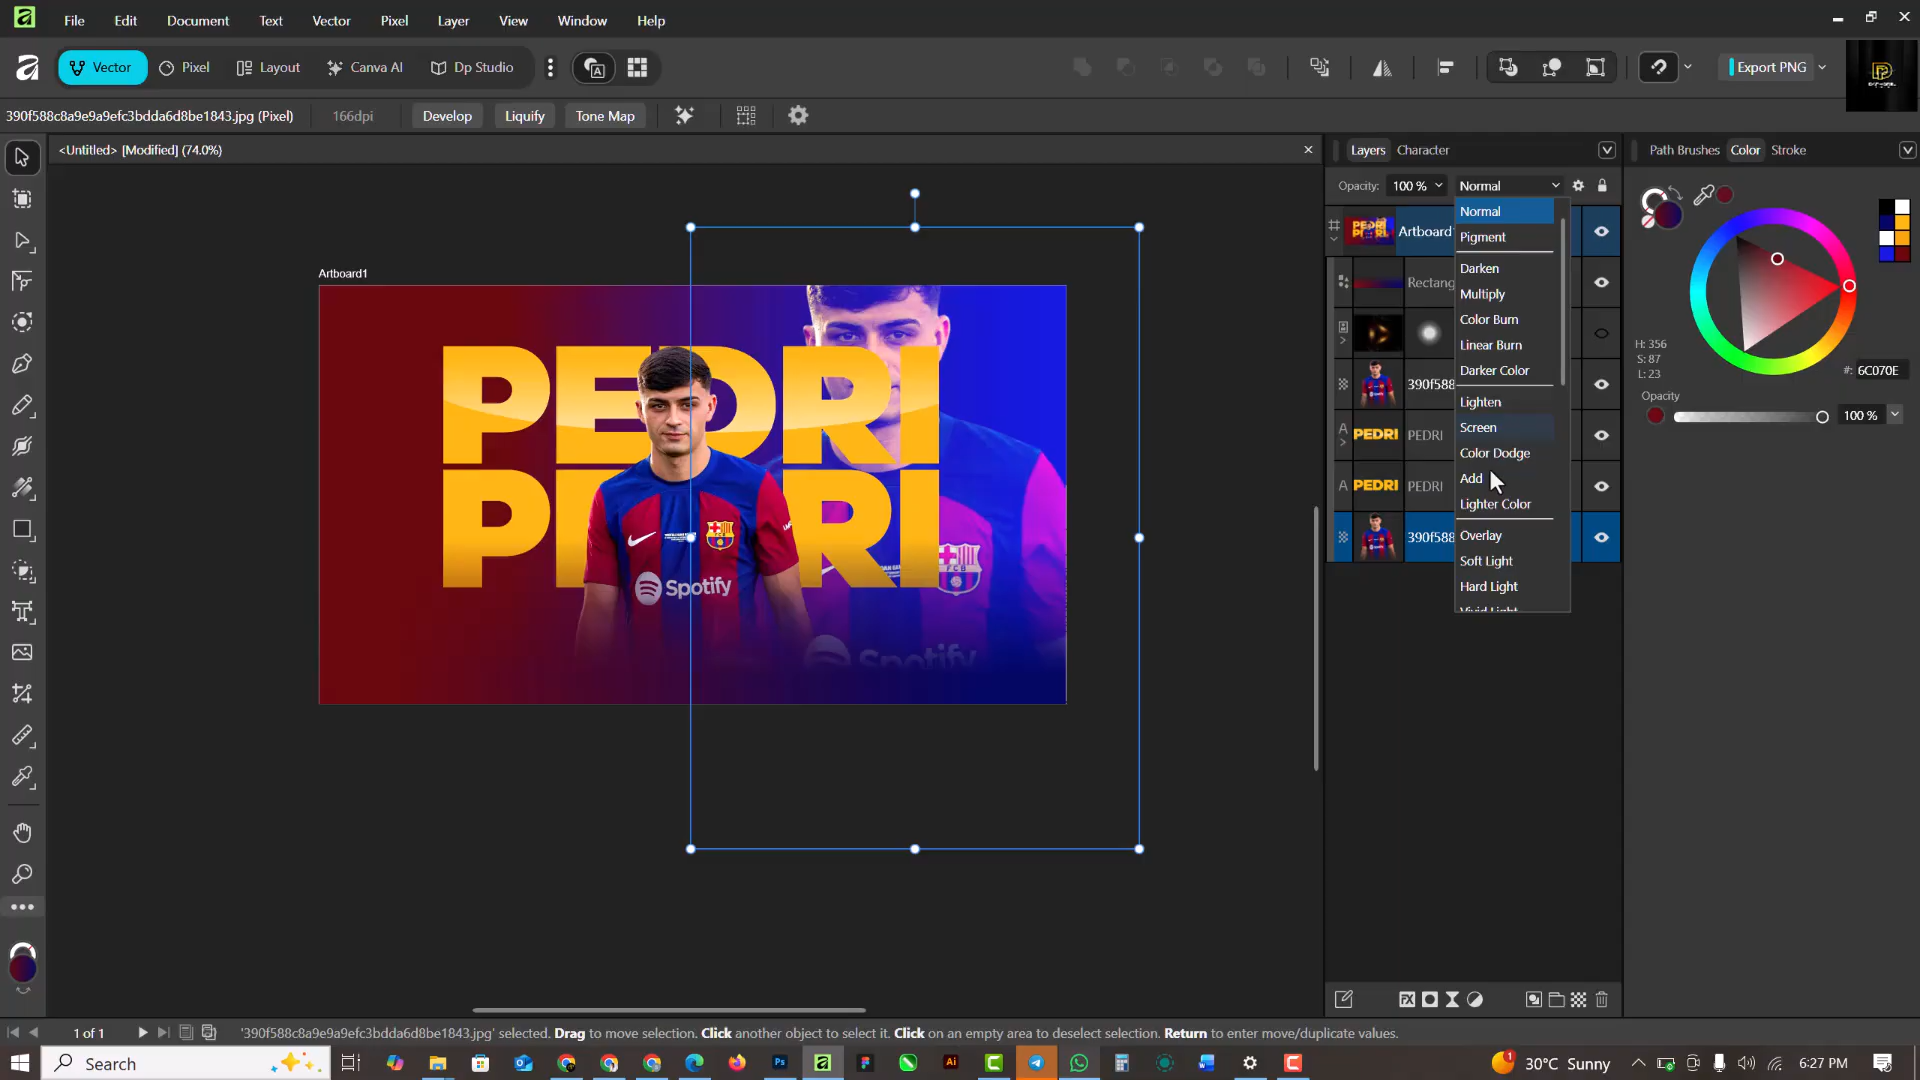 File Edit Document Text Vector Pixel Layer View Window Help
Vector Pixel Layout Canva AI Dp Studio Export PNG
390f588c8a9e9a9efc3bdda6d8be1843.jpg (Pixel) 166dpi Develop Liquify Tone Map
<Untitled> [Modified] (74.0%)
Layers Character
Path Brushes Color Stroke
Opacity: 100 % Normal
Normal
Pigment
Darken
Multiply
Color Burn
Linear Burn
Darker Color
Lighten
Screen
Color Dodge
Add
Lighter Color
Overlay
Soft Light
Hard Light
Vivid Light
Artboard
Rectang
390f58
PEDRI PEDRI
PEDRI PEDRI
390f58
H: 356
S: 87
L: 23
#: 6C070E
Opacity
100 %
Artboard1
PEDRI
PEDRI
Spotify
Spotify
FCB
1 of 1 '390f588c8a9e9a9efc3bdda6d8be1843.jpg' selected. Drag to move selection. Click another object to select it. Click on an empty area to deselect selection. Return to enter move/duplicate values.
Search
30°C Sunny
6:27 PM